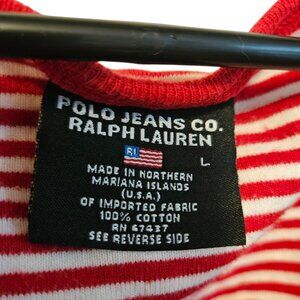 POLO JEANS CO.
RALPH LAUREN
RL
L
MADE IN NORTHERN
MARIANA ISLANDS
(U.S.A.)
OF IMPORTED FABRIC
100% COTTON
RN 67437
SEE REVERSE SIDE